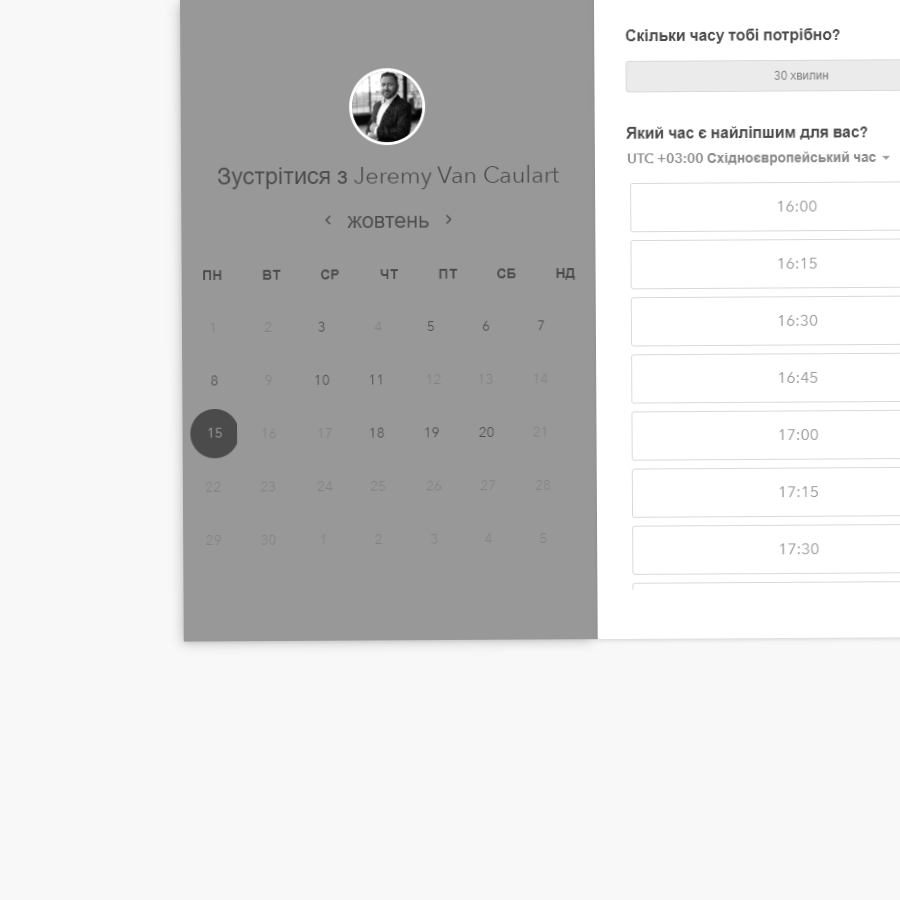 Зустрітися з Jeremy Van Caulart
‹ жовтень ›
ПН ВТ СР ЧТ ПТ СБ НД
1 2 3 4 5 6 7
8 9 10 11 12 13 14
15 16 17 18 19 20 21
22 23 24 25 26 27 28
29 30 1 2 3 4 5
Скільки часу тобі потрібно?
30 хвилин
Який час є найліпшим для вас?
UTC +03:00 Східноєвропейський час
16:00
16:15
16:30
16:45
17:00
17:15
17:30